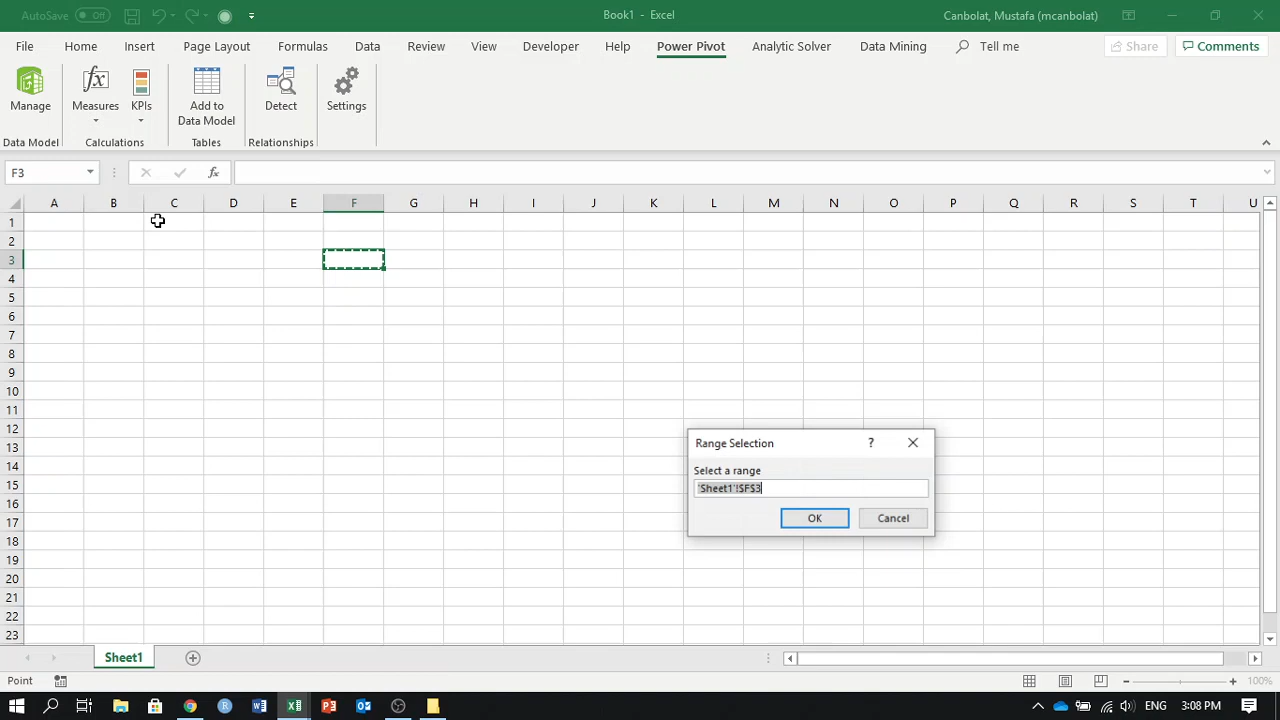 AutoSave Off Book1 - Excel Canbolat, Mustafa (mcanbolat)
File Home Insert Page Layout Formulas Data Review View Developer Help Power Pivot Analytic Solver Data Mining Tell me Share Comments
Manage Measures KPIs Add to Data Model Detect Settings
Data Model Calculations Tables Relationships
F3 fx
A B C D E F G H I J K L M N O P Q R S T U
1
2
3
4
5
6
7
8
9
10
11
12
13
14
15
16
17
18
19
20
21
22
23
Range Selection ?
Select a range
'Sheet1'!$F$3
OK Cancel
Sheet1
Point 100%
3:08 PM